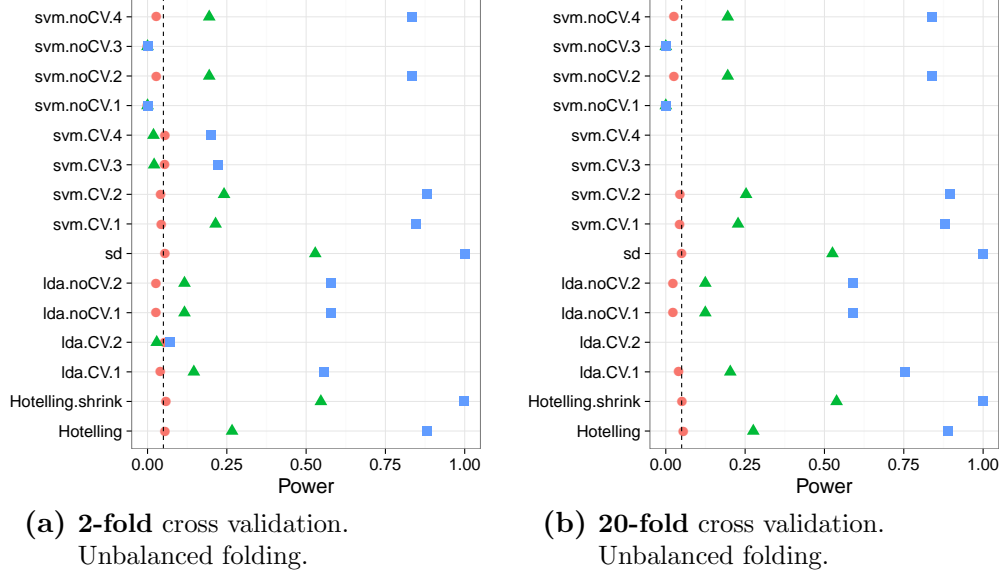 svm.noCV.4
svm.noCV.3
svm.noCV.2
svm.noCV.1
svm.CV.4
svm.CV.3
svm.CV.2
svm.CV.1
sd
lda.noCV.2
lda.noCV.1
lda.CV.2
lda.CV.1
Hotelling.shrink
Hotelling
0.00 0.25 0.50 0.75 1.00
Power
(a) 2-fold cross validation.
Unbalanced folding.
svm.noCV.4
svm.noCV.3
svm.noCV.2
svm.noCV.1
svm.CV.4
svm.CV.3
svm.CV.2
svm.CV.1
sd
lda.noCV.2
lda.noCV.1
lda.CV.2
lda.CV.1
Hotelling.shrink
Hotelling
0.00 0.25 0.50 0.75 1.00
Power
(b) 20-fold cross validation.
Unbalanced folding.